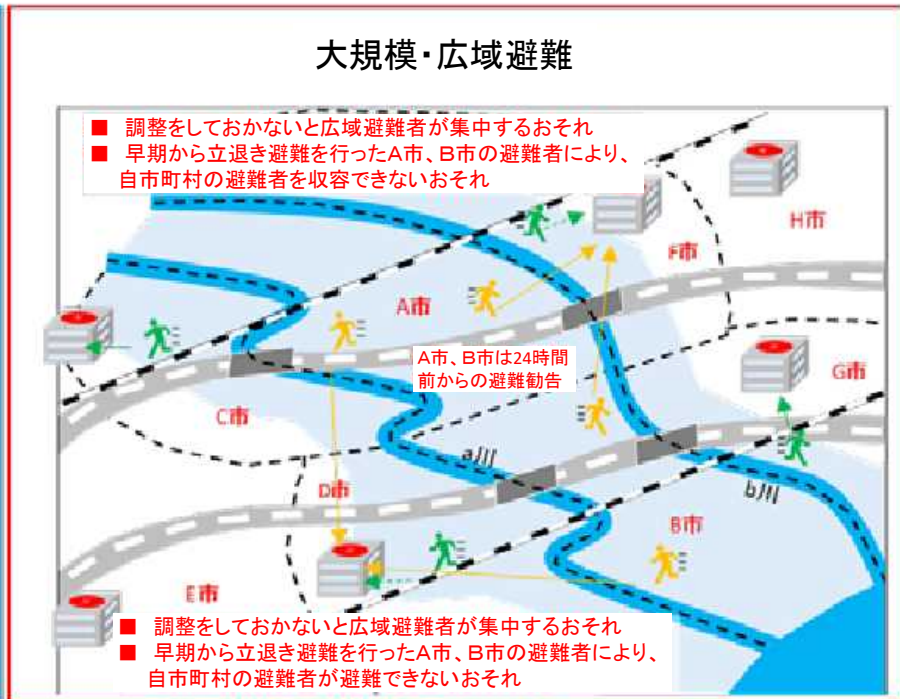 大規模・広域避難
■ 調整をしておかないと広域避難者が集中するおそれ
■ 早期から立退き避難を行ったA市、B市の避難者により、
自市町村の避難者を収容できないおそれ
H市
F市
A市
A市、B市は24時間
前からの避難勧告
G市
C市
a川
D市
b川
B市
E市
■ 調整をしておかないと広域避難者が集中するおそれ
■ 早期から立退き避難を行ったA市、B市の避難者により、
自市町村の避難者が避難できないおそれ